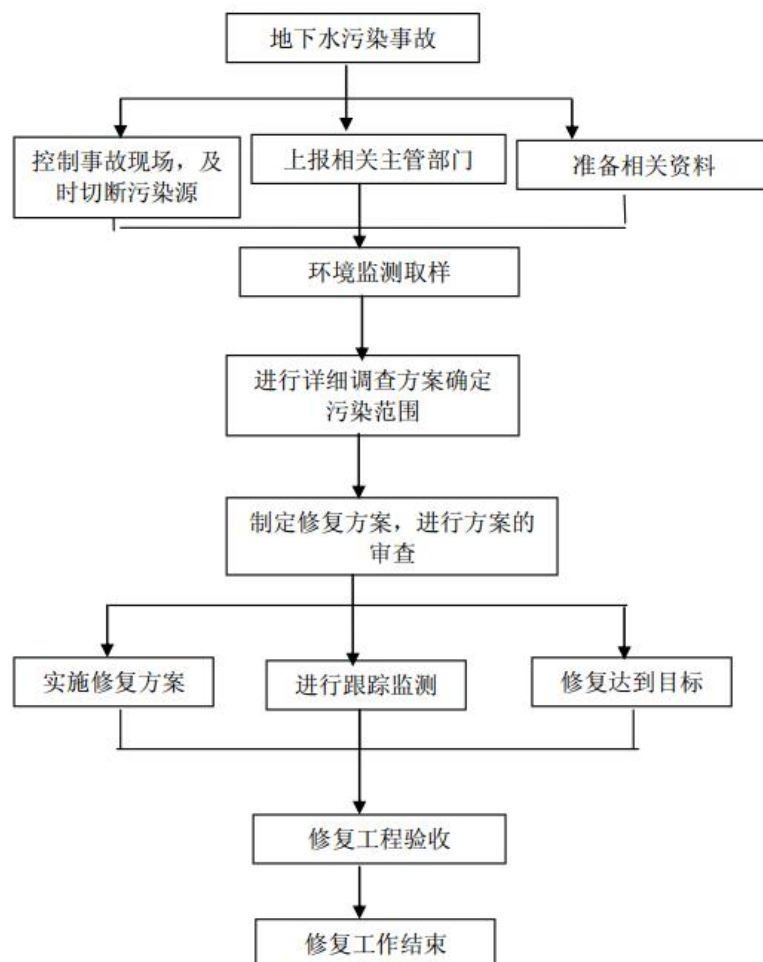 地下水污染事故
控制事故现场，及
时切断污染源
上报相关主管部门
准备相关资料
环境监测取样
进行详细调查方案确定
污染范围
制定修复方案，进行方案的
审查
实施修复方案
进行跟踪监测
修复达到目标
修复工程验收
修复工作结束